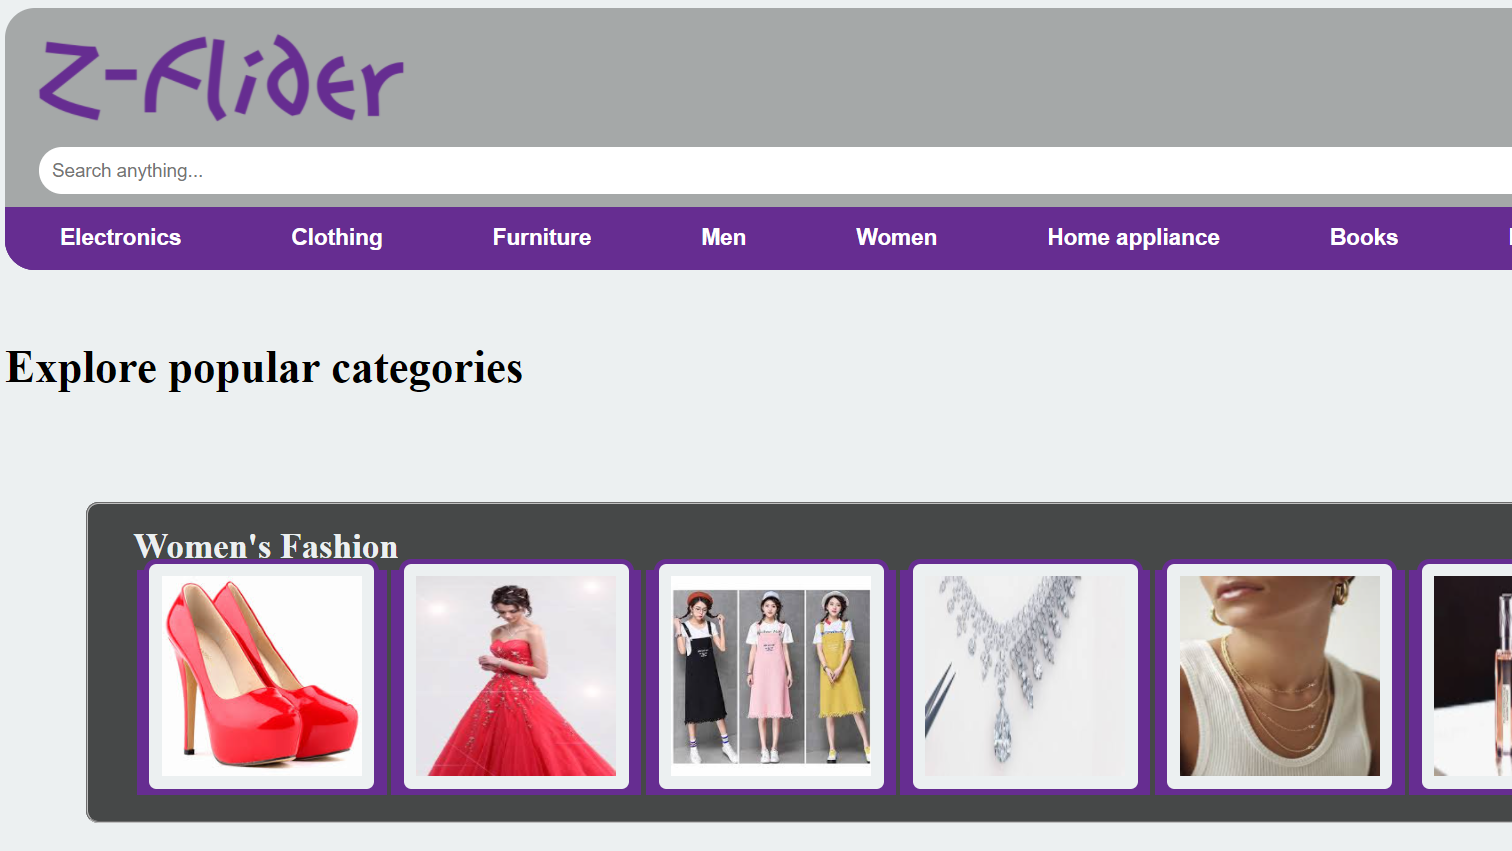 Z-Flider
Search anything...
Electronics Clothing Furniture Men Women Home appliance Books
Explore popular categories
Women's Fashion